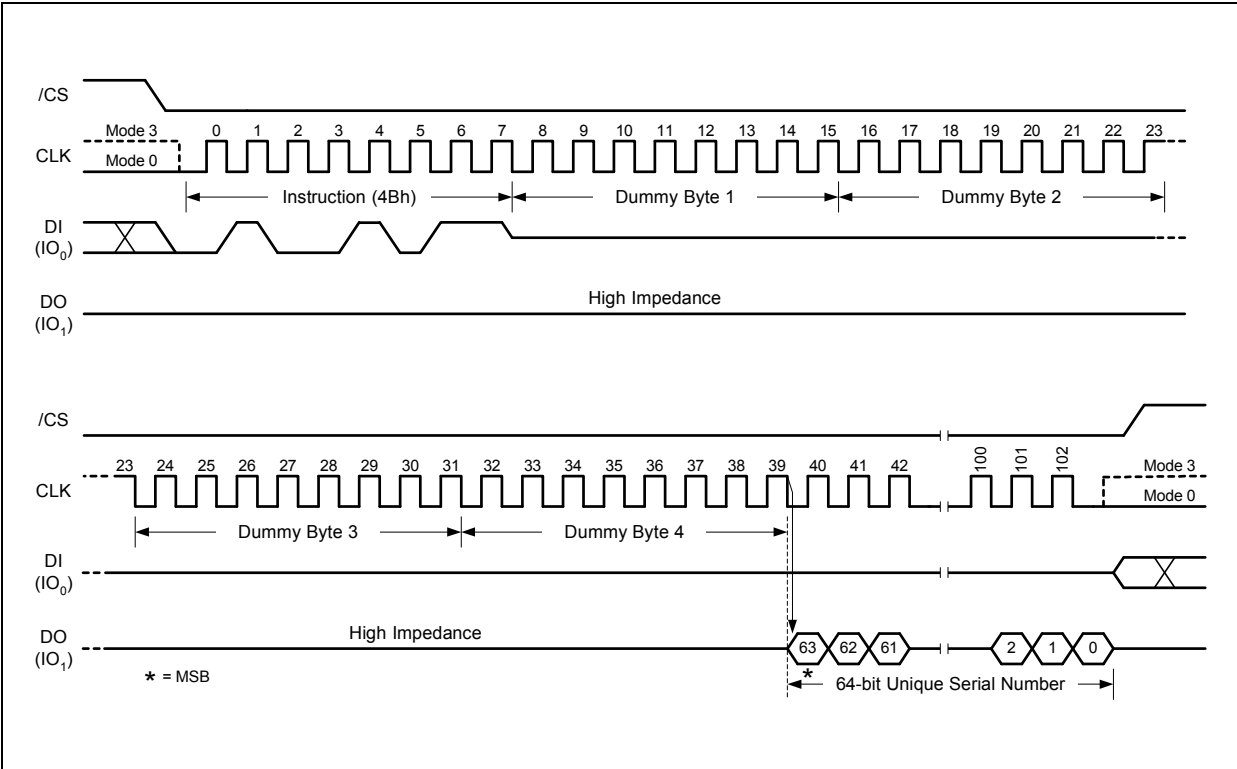 /CS
Mode 3
0 1 2 3 4 5 6 7 8 9 10 11 12 13 14 15 16 17 18 19 20 21 22 23
CLK
Mode 0
Instruction (4Bh)
Dummy Byte 1
Dummy Byte 2
DI
(IO0)
High Impedance
DO
(IO1)
/CS
23 24 25 26 27 28 29 30 31 32 33 34 35 36 37 38 39 40 41 42 100 101 102
Mode 3
CLK
Mode 0
Dummy Byte 3
Dummy Byte 4
DI
(IO0)
High Impedance
DO
(IO1)
63 62 61 2 1 0
* = MSB
*
64-bit Unique Serial Number